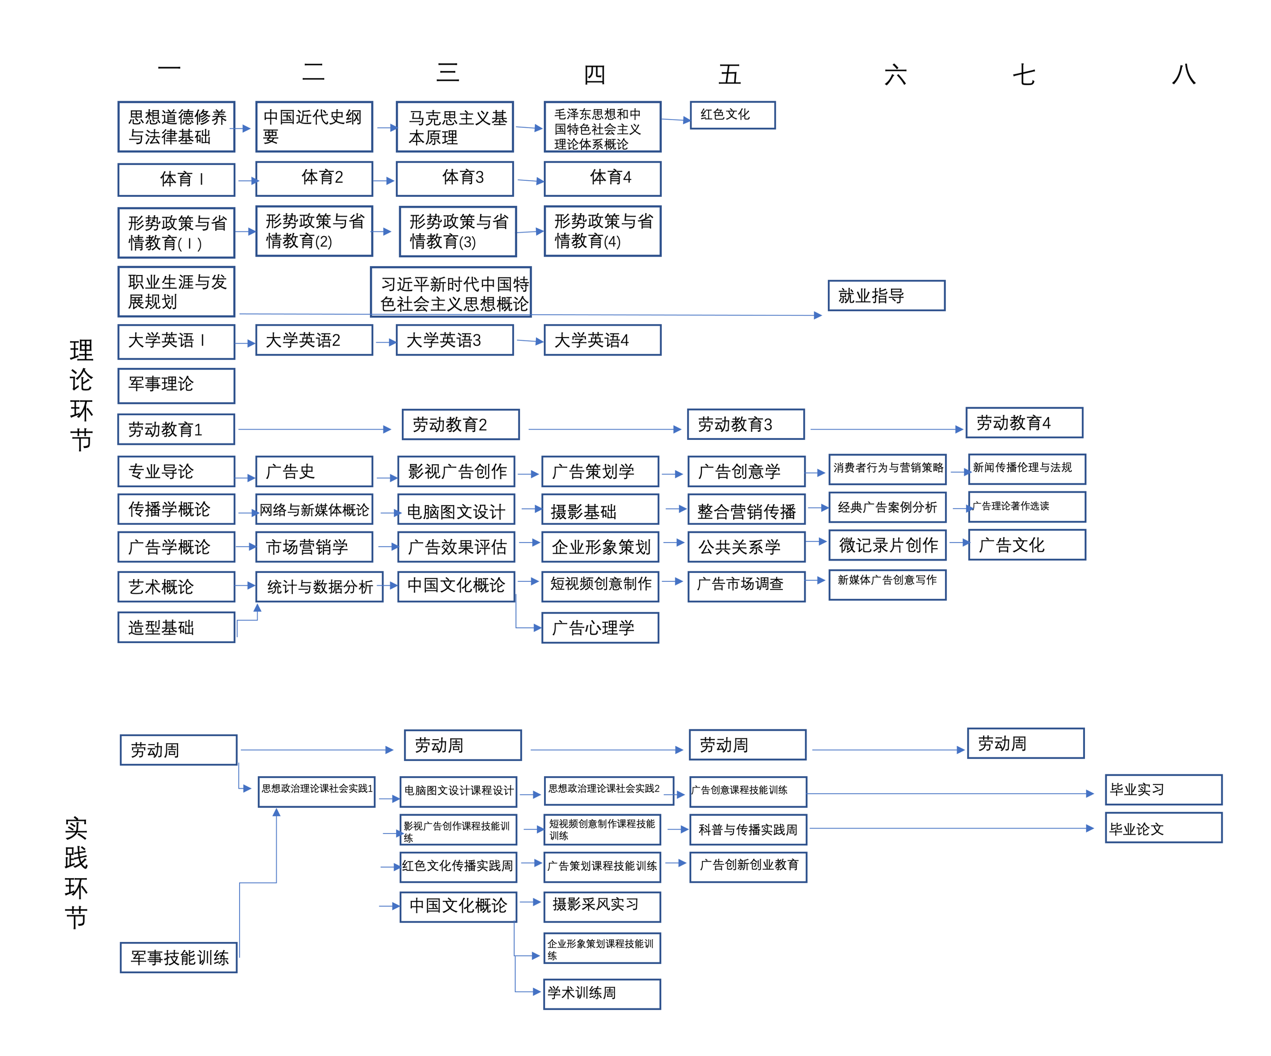 一 二 三 四 五 六 七 八
思想道德修养
与法律基础
中国近代史纲
要
马克思主义基
本原理
毛泽东思想和中
国特色社会主义
理论体系概论
红色文化
体育 1
体育2
体育3
体育4
形势政策与省
情教育(1)
形势政策与省
情教育(2)
形势政策与省
情教育(3)
形势政策与省
情教育(4)
职业生涯与发
展规划
习近平新时代中国特
色社会主义思想概论
就业指导
大学英语 1
大学英语2
大学英语3
大学英语4
军事理论
劳动教育1
劳动教育2
劳动教育3
劳动教育4
理论环节
专业导论
广告史
影视广告创作
广告策划学
广告创意学
消费者行为与营销策略
新闻传播伦理与法规
传播学概论
网络与新媒体概论
电脑图文设计
摄影基础
整合营销传播
经典广告案例分析
广告理论著作选读
广告学概论
市场营销学
广告效果评估
企业形象策划
公共关系学
微记录片创作
广告文化
艺术概论
统计与数据分析
中国文化概论
短视频创意制作
广告市场调查
新媒体广告创意写作
造型基础
广告心理学
劳动周
劳动周
劳动周
劳动周
思想政治理论课社会实践1
电脑图文设计课程设计
思想政治理论课社会实践2
广告创意课程技能训练
毕业实习
影视广告创作课程技能训
练
短视频创意制作课程技能
训练
科普与传播实践周
毕业论文
实践环节
红色文化传播实践周
广告策划课程技能训练
广告创新创业教育
中国文化概论
摄影采风实习
军事技能训练
企业形象策划课程技能训
练
学术训练周